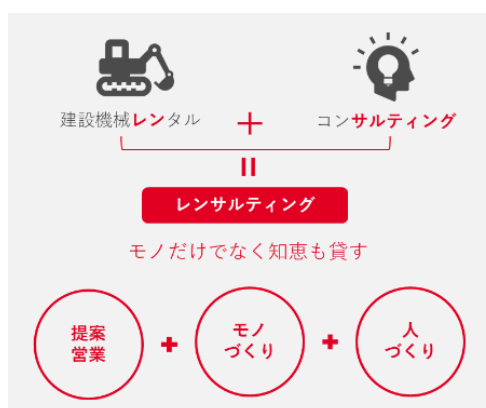 建設機械レンタル + コンサルティング
=
レンサルティング
モノだけでなく知恵も貸す
提案
営業
+
モノ
づくり
+
人
づくり